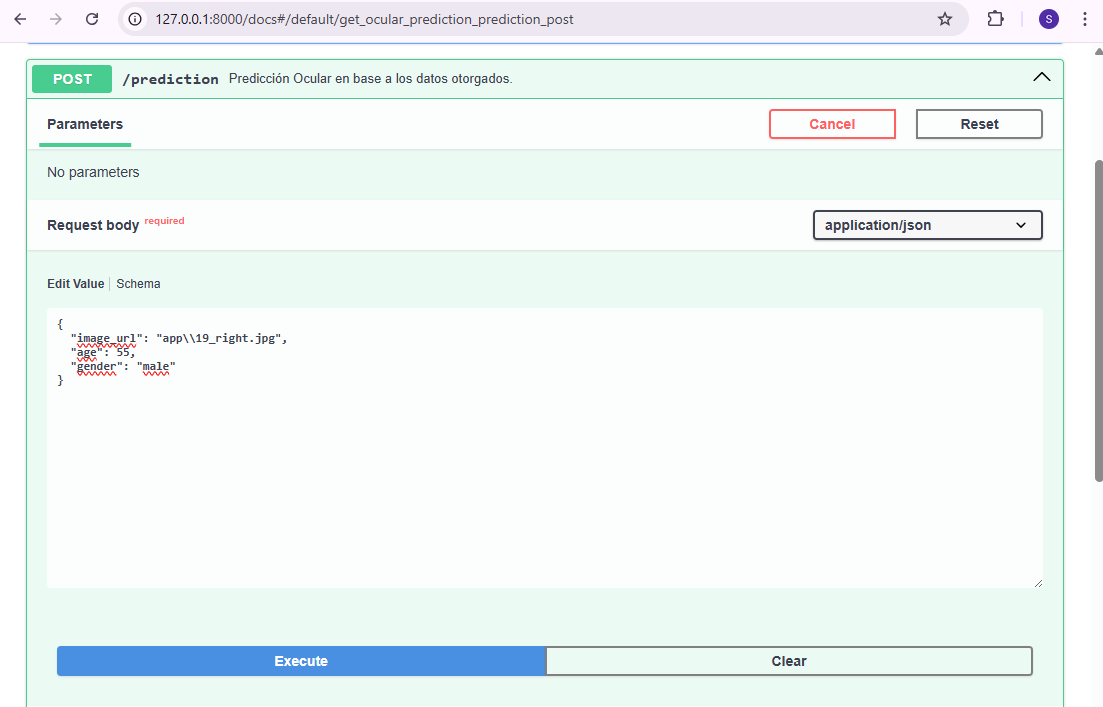 127.0.0.1:8000/docs#/default/get_ocular_prediction_prediction_post
S
POST /prediction Predicción Ocular en base a los datos otorgados.
Parameters
Cancel
Reset
No parameters
Request body required
application/json
Edit Value | Schema
{
  "image_url": "app\\19_right.jpg",
  "age": 55,
  "gender": "male"
}
Execute
Clear